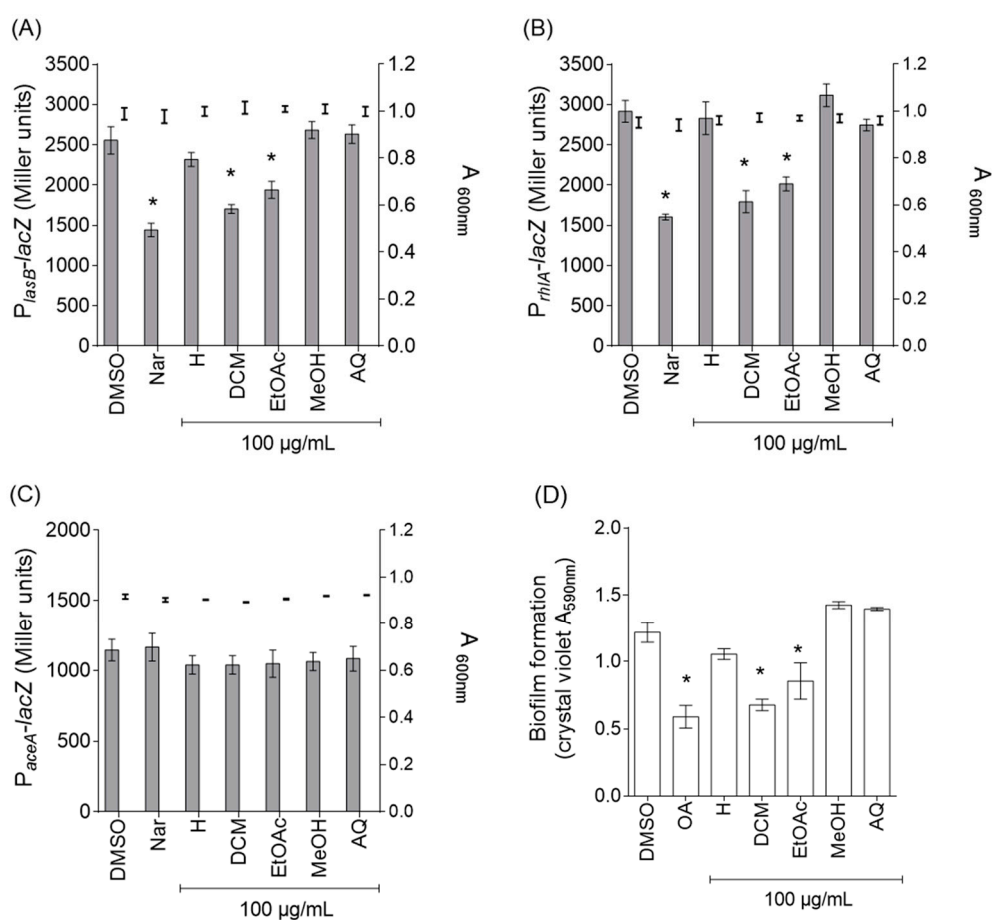 (A)
P lasB-lacZ (Miller units)
3500
3000
2500
2000
1500
1000
500
0
1.2
1.0
0.8
0.6
0.4
0.2
0.0
A 600nm
*
*
*
DMSO
Nar
H
DCM
EtOAc
MeOH
AQ
100 µg/mL
(B)
P rhlA-lacZ (Miller units)
3500
3000
2500
2000
1500
1000
500
0
1.2
1.0
0.8
0.6
0.4
0.2
0.0
A 600nm
*
*
*
DMSO
Nar
H
DCM
EtOAc
MeOH
AQ
100 µg/mL
(C)
P aceA-lacZ (Miller units)
2000
1500
1000
500
0
1.2
1.0
0.8
0.6
0.4
0.2
0.0
A 600nm
DMSO
Nar
H
DCM
EtOAc
MeOH
AQ
100 µg/mL
(D)
Biofilm formation
(crystal violet A590nm)
2.0
1.5
1.0
0.5
0.0
*
*
*
DMSO
OA
H
DCM
EtOAc
MeOH
AQ
100 µg/mL